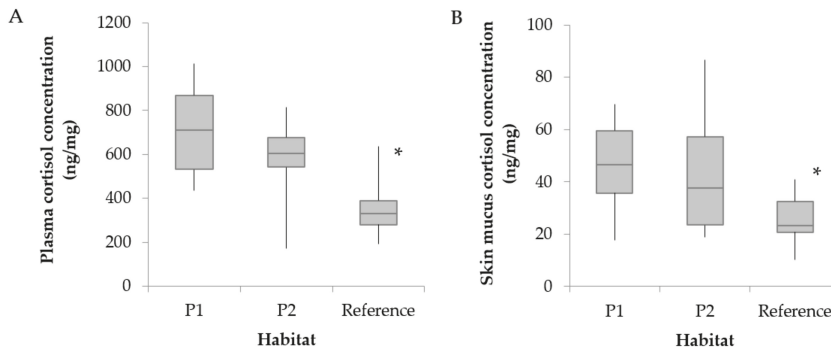 A
Plasma cortisol concentration
(ng/mg)
1200
1000
800
600
400
200
0
*
P1 P2 Reference
Habitat
B
Skin mucus cortisol concentration
(ng/mg)
100
80
60
40
20
0
*
P1 P2 Reference
Habitat